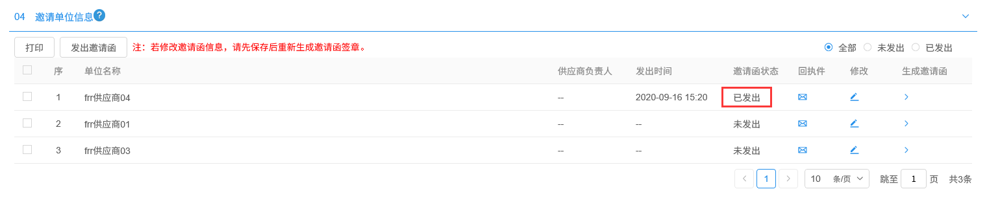 04 邀请单位信息?
打印 发出邀请函 注：若修改邀请函信息，请先保存后重新生成邀请函签章。 全部 未发出 已发出
序 单位名称 供应商负责人 发出时间 邀请函状态 回执件 修改 生成邀请函
1 frr供应商04 -- 2020-09-16 15:20 已发出
2 frr供应商01 -- -- 未发出
3 frr供应商03 -- -- 未发出
1 10 条/页 跳至 1 页 共3条